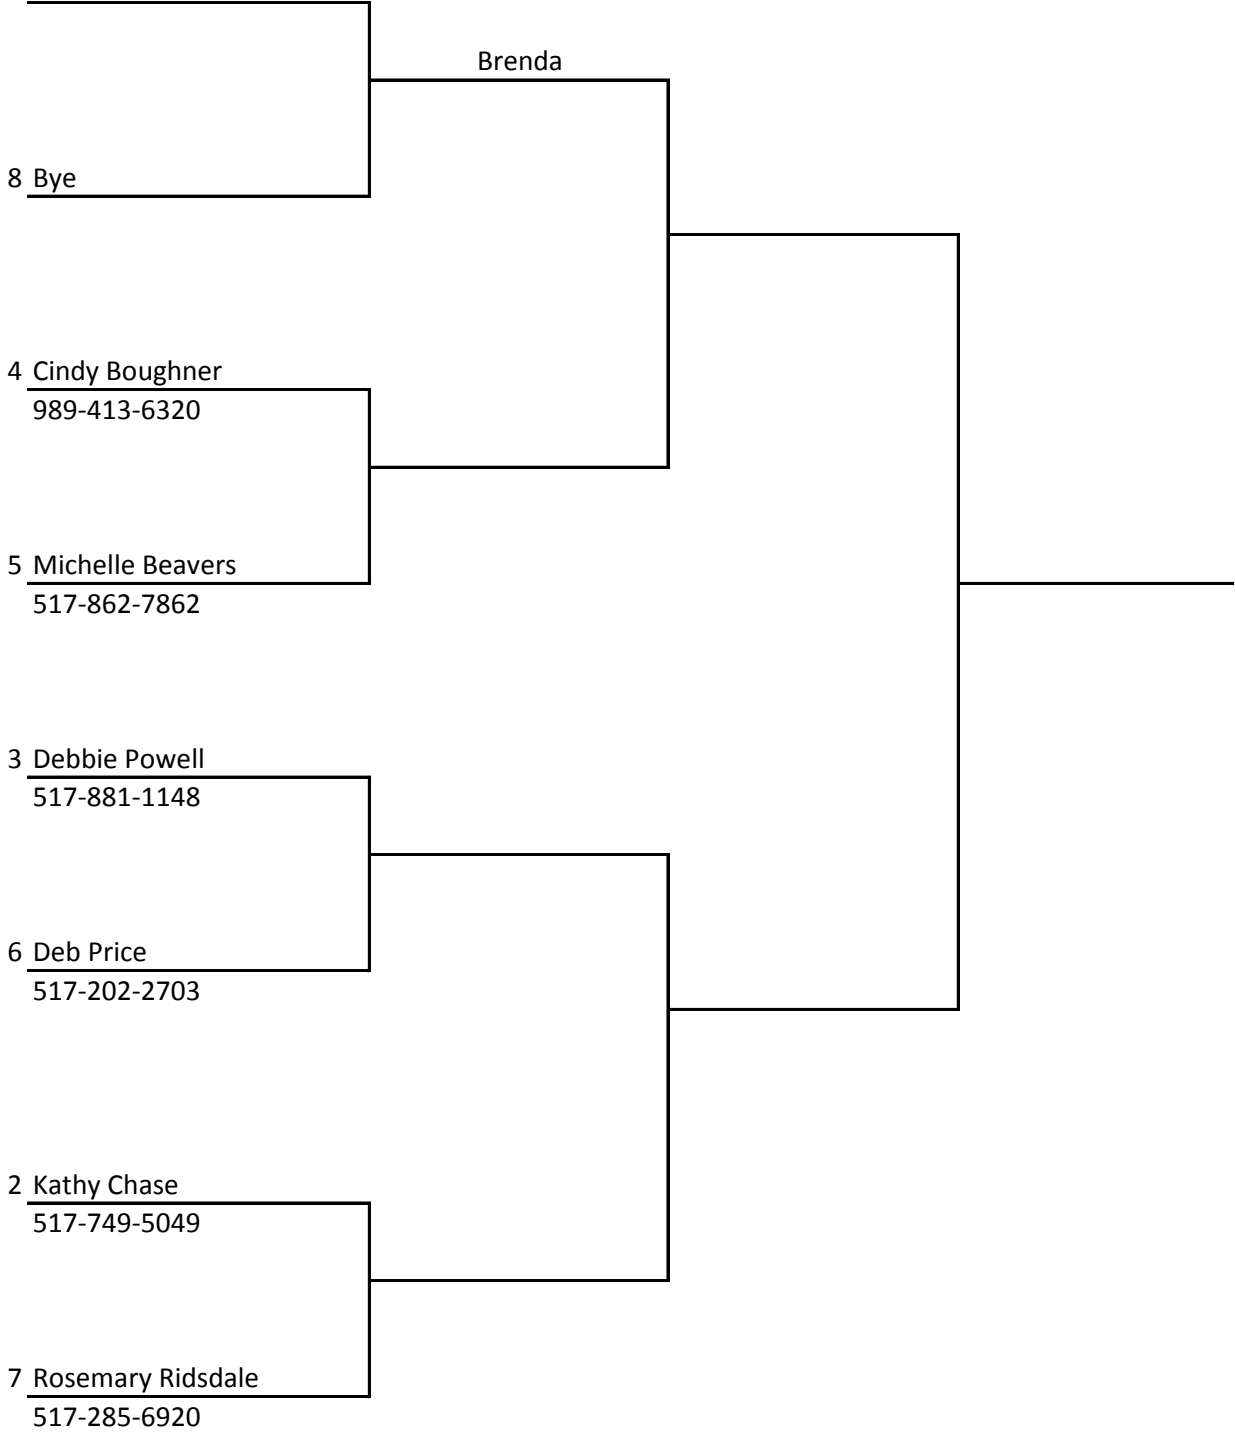 Brenda
8 Bye
4 Cindy Boughner
989-413-6320
5 Michelle Beavers
517-862-7862
3 Debbie Powell
517-881-1148
6 Deb Price
517-202-2703
2 Kathy Chase
517-749-5049
7 Rosemary Ridsdale
517-285-6920